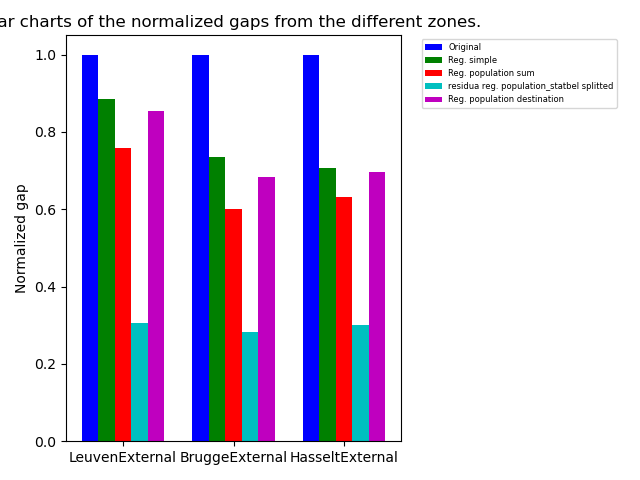 ar charts of the normalized gaps from the different zones.
Original
Reg. simple
Reg. population sum
residua reg. population_statbel splitted
Reg. population destination
1.0
0.8
0.6
0.4
0.2
0.0
Normalized gap
LeuvenExternal BruggeExternal HasseltExternal